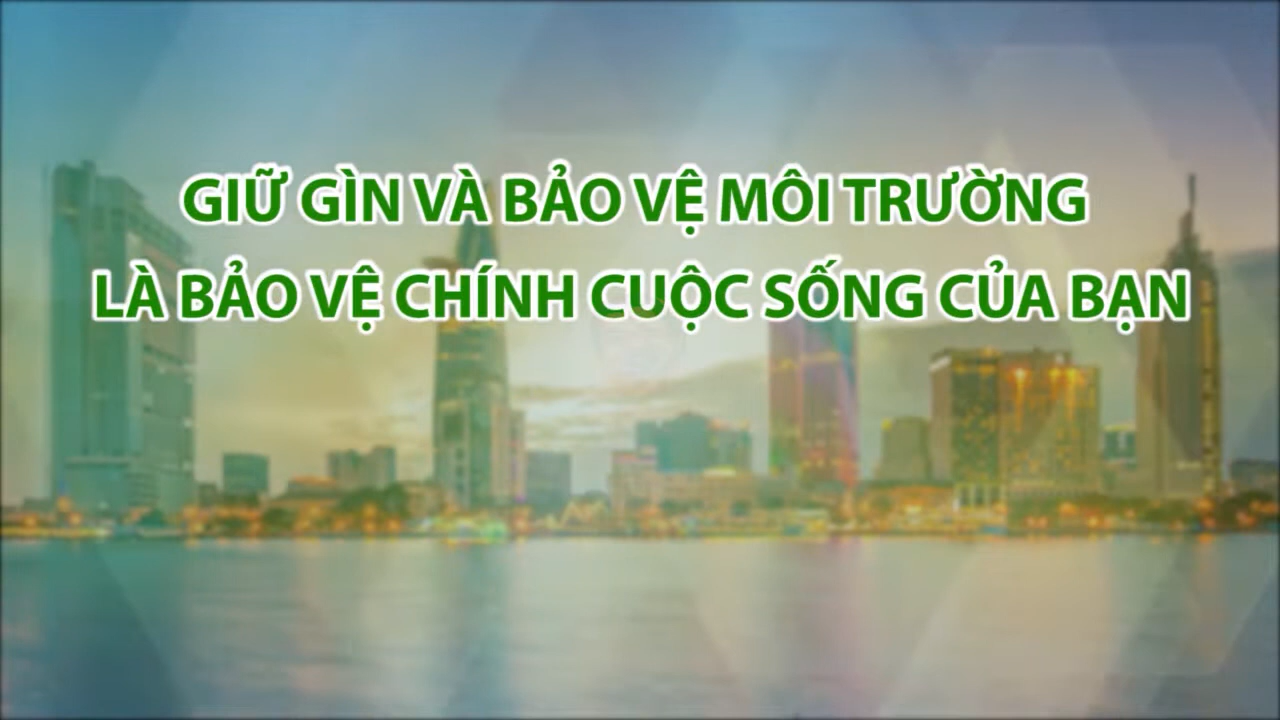 GIỮ GÌN VÀ BẢO VỆ MÔI TRƯỜNG
LÀ BẢO VỆ CHÍNH CUỘC SỐNG CỦA BẠN